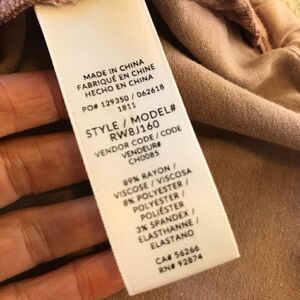 MADE IN CHINA
FABRIQUÉ EN CHINE
HECHO EN CHINA
PO# 129350 / 062618
1811
STYLE / MODEL#
RW8J160
VENDOR CODE / CODE
VENDEUR#
CH0085
89% RAYON /
VISCOSE / VISCOSA
8% POLYESTER /
POLYESTER /
POLIÉSTER
3% SPANDEX /
ELASTHANNE /
ELASTANO
CA# 56266
RN# 92874